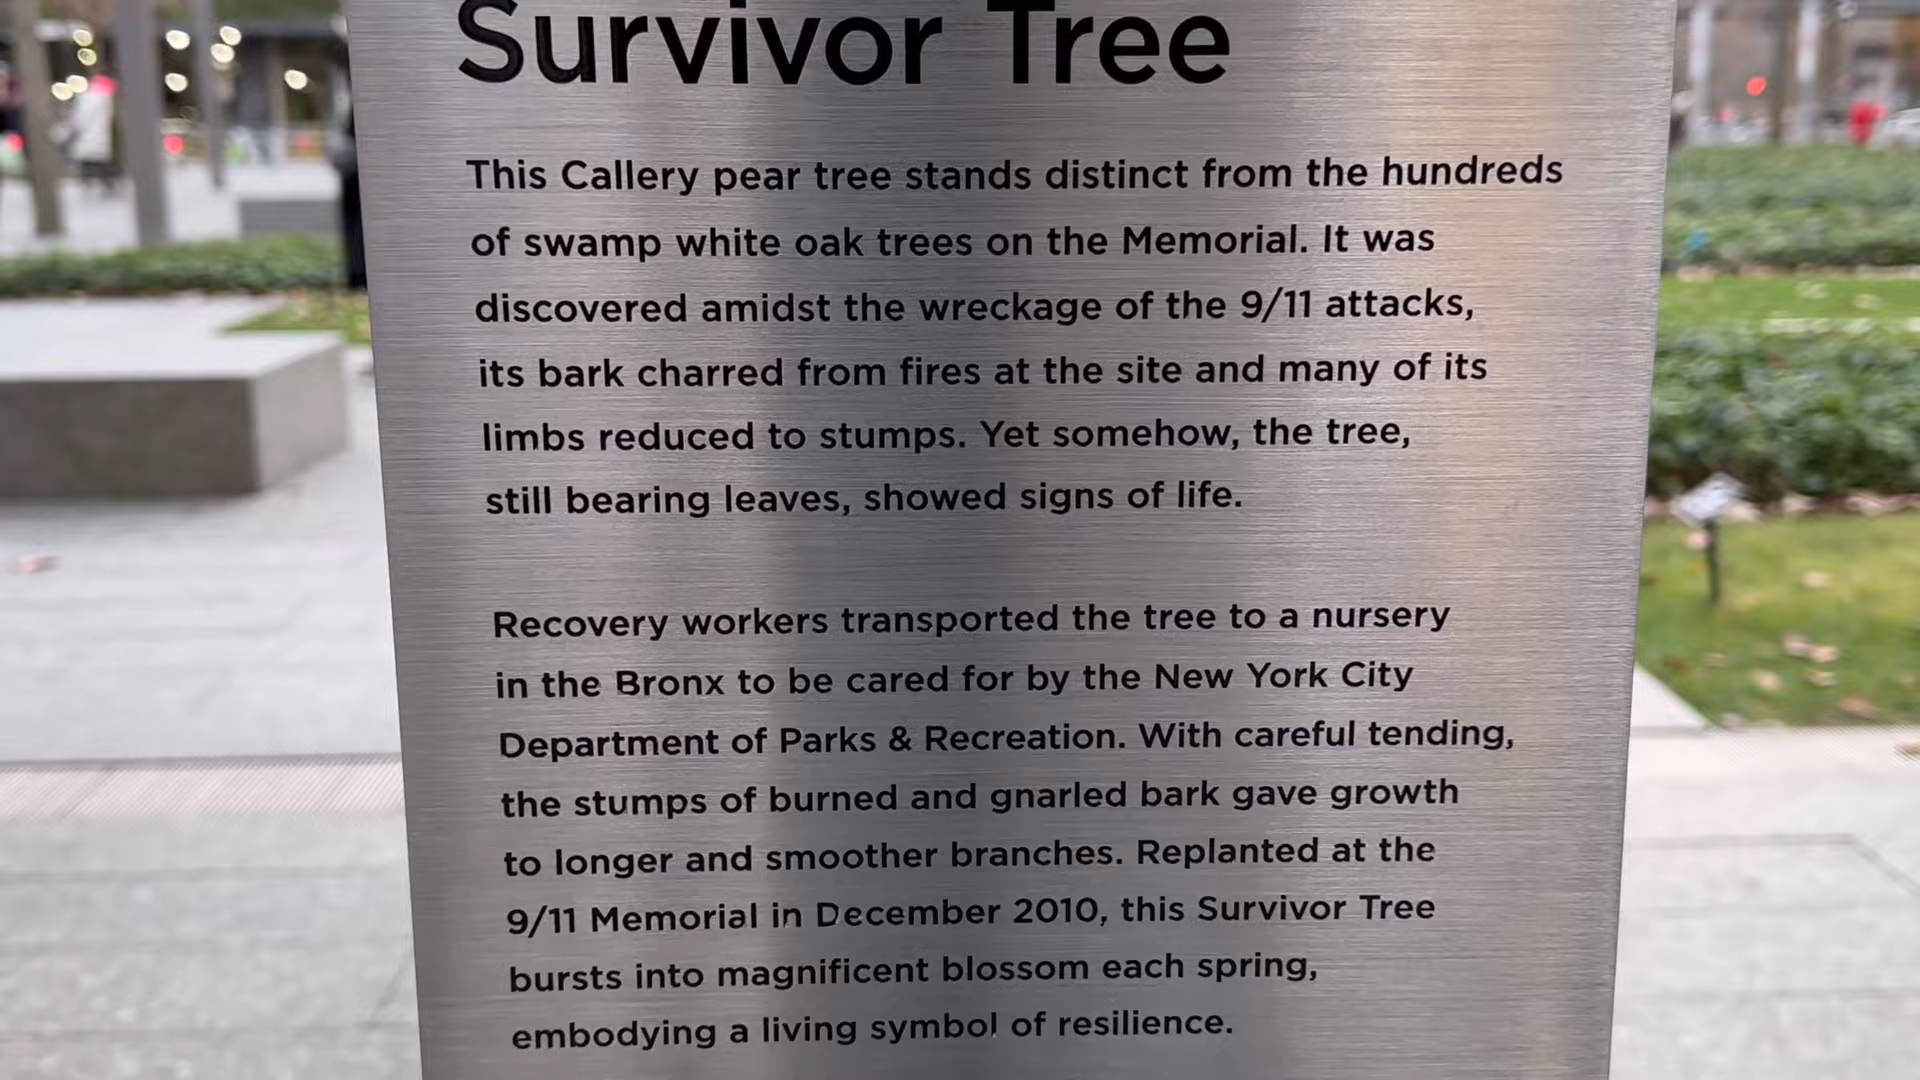 Survivor Tree
This Callery pear tree stands distinct from the hundreds
of swamp white oak trees on the Memorial. It was
discovered amidst the wreckage of the 9/11 attacks,
its bark charred from fires at the site and many of its
limbs reduced to stumps. Yet somehow, the tree,
still bearing leaves, showed signs of life.
Recovery workers transported the tree to a nursery
in the Bronx to be cared for by the New York City
Department of Parks & Recreation. With careful tending,
the stumps of burned and gnarled bark gave growth
to longer and smoother branches. Replanted at the
9/11 Memorial in December 2010, this Survivor Tree
bursts into magnificent blossom each spring,
embodying a living symbol of resilience.